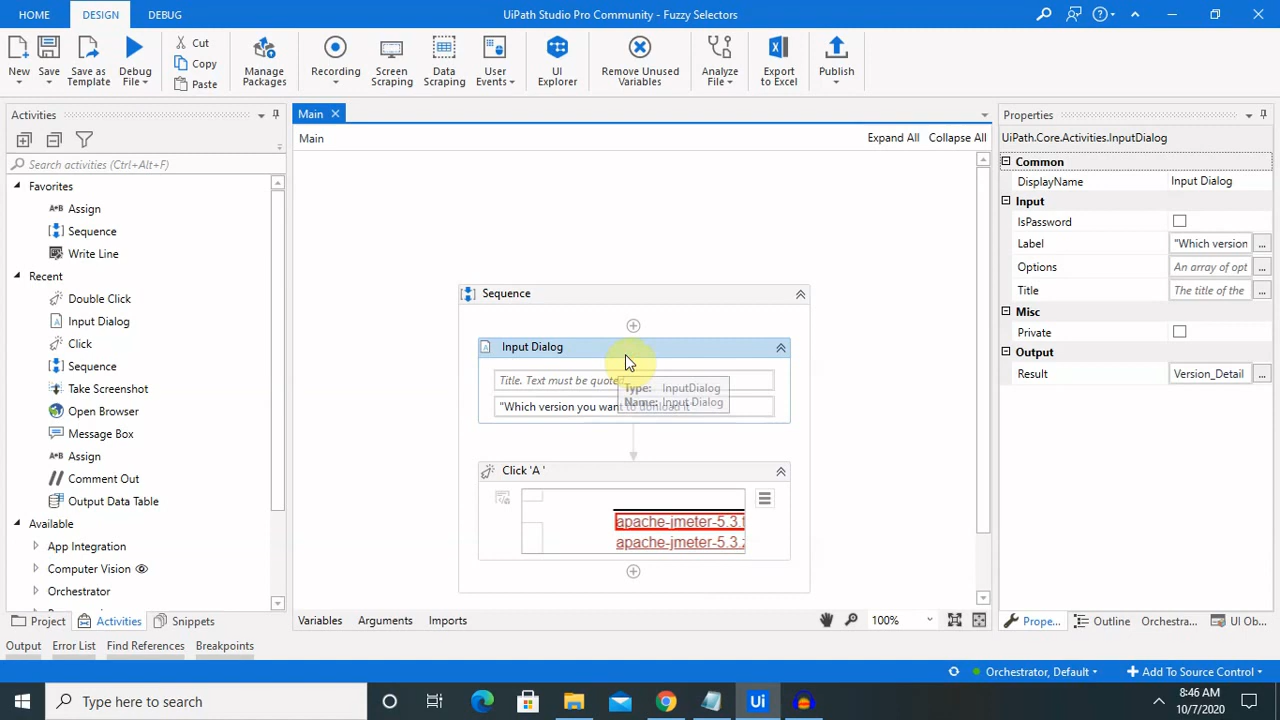 UiPath Studio Pro Community - Fuzzy Selectors
HOME DESIGN DEBUG
New Save Save as Template Debug File Cut Copy Paste Manage Packages Recording Screen Scraping Data Scraping User Events UI Explorer Remove Unused Variables Analyze File Export to Excel Publish
Activities
Search activities (Ctrl+Alt+F)
Favorites
Assign
Sequence
Write Line
Recent
Double Click
Input Dialog
Click
Sequence
Take Screenshot
Open Browser
Message Box
Assign
Comment Out
Output Data Table
Available
App Integration
Computer Vision
Orchestrator
Project Activities Snippets
Main
Main Expand All Collapse All
Sequence
Input Dialog
Title. Text must be quote
"Which version you want
Type: InputDialog
Name: Input Dialog
Click 'A '
apache-jmeter-5.3.
apache-jmeter-5.3.
Variables Arguments Imports 100%
Properties
UiPath.Core.Activities.InputDialog
Common
DisplayName Input Dialog
Input
IsPassword
Label "Which version ...
Options An array of opt ...
Title The title of the ...
Misc
Private
Output
Result Version_Detail ...
Prope... Outline Orchestra... UI Ob...
Output Error List Find References Breakpoints
Orchestrator, Default Add To Source Control
Type here to search
Ui
8:46 AM
10/7/2020